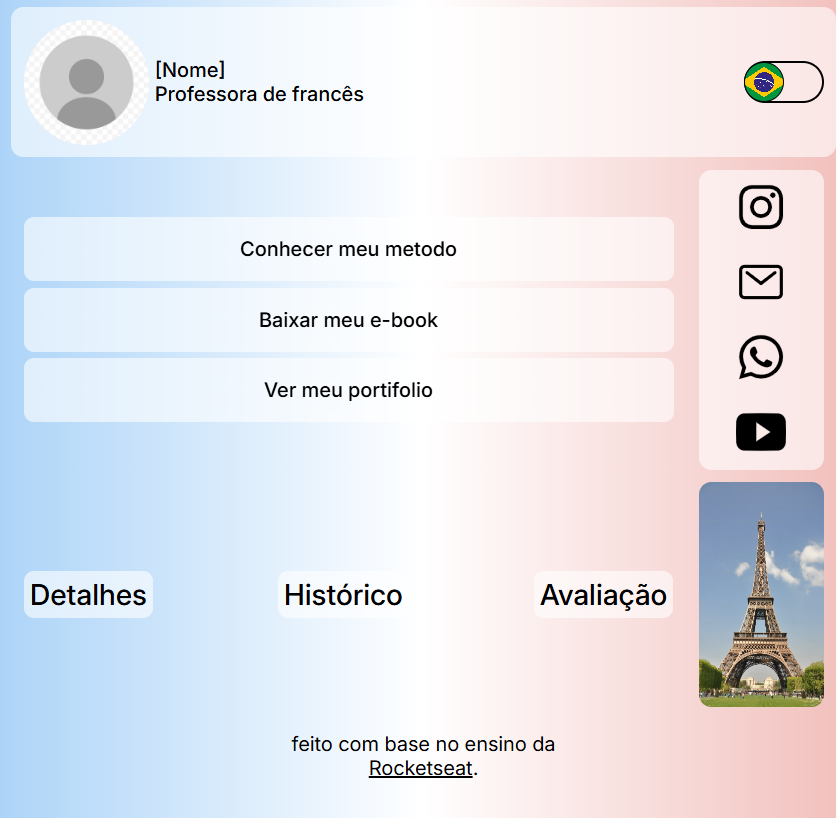 [Nome]
Professora de francês
Conhecer meu metodo
Baixar meu e-book
Ver meu portifolio
Detalhes
Histórico
Avaliação
feito com base no ensino da
Rocketseat.